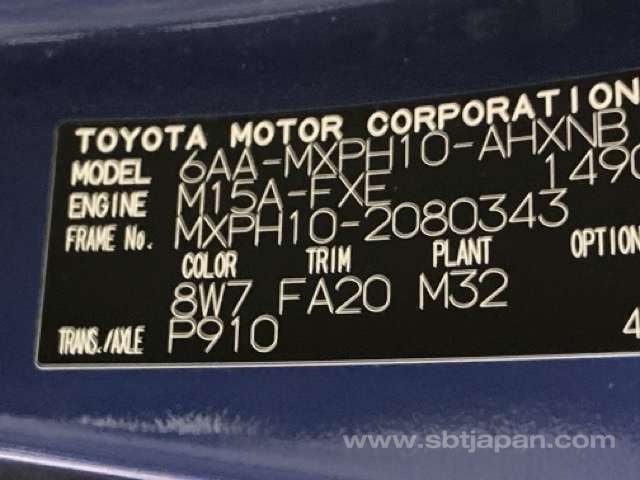 TOYOTA MOTOR CORPORATION
MODEL 6AA-MXPH10-AHXNB
ENGINE M15A-FXE 1490
FRAME No. MXPH10-2080343
COLOR TRIM PLANT OPTION
8W7 FA20 M32
TRANS./AXLE P910 4
www.sbtjapan.com